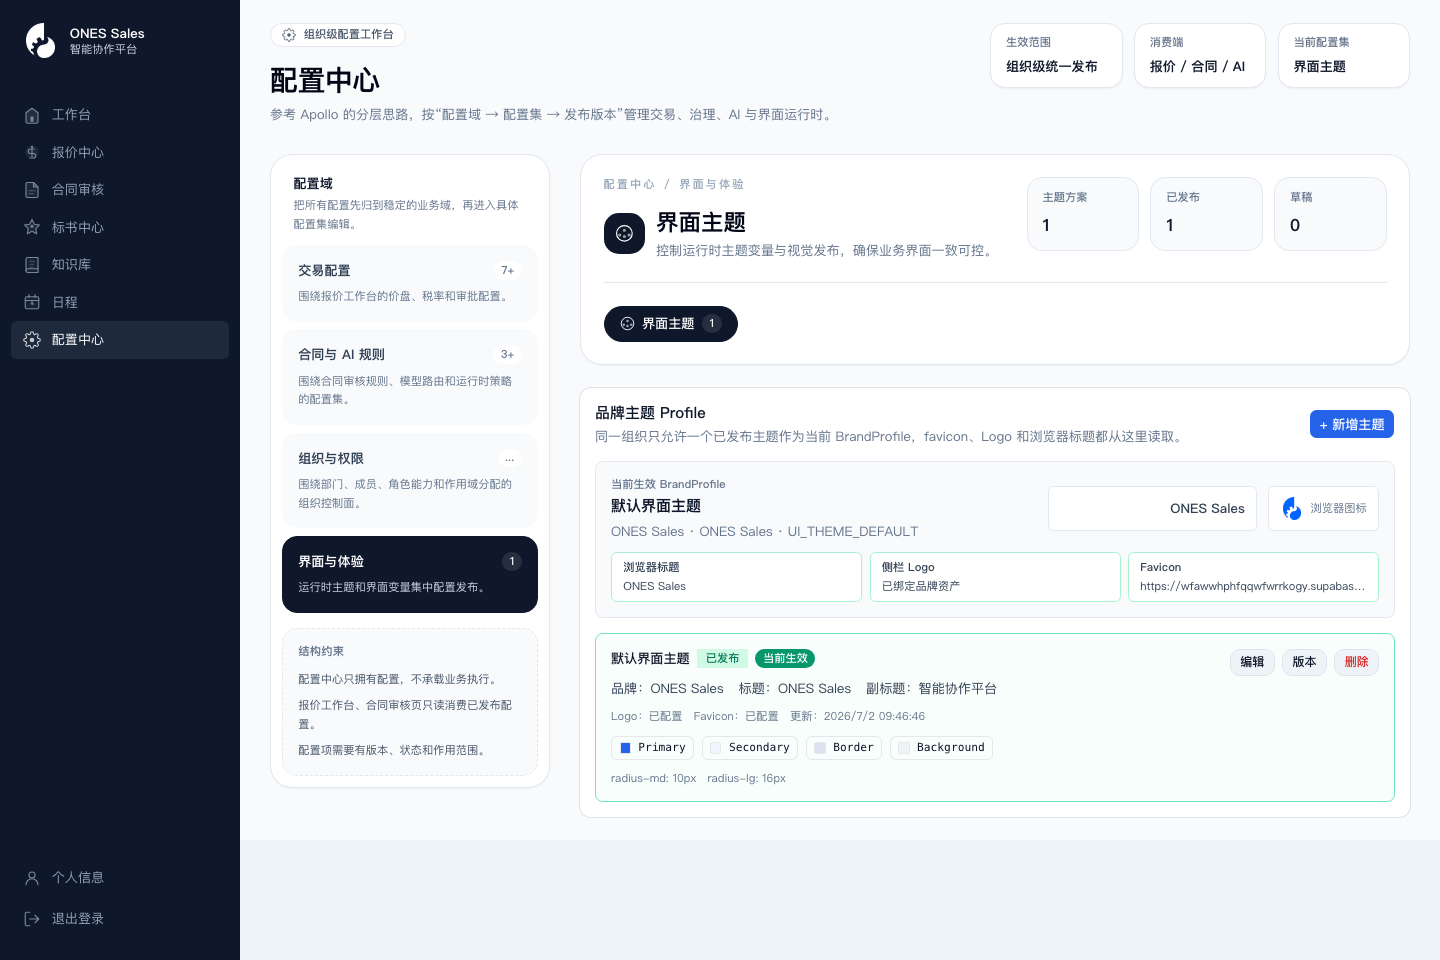 ONES Sales
智能协作平台
工作台
报价中心
合同审核
标书中心
知识库
日程
配置中心
个人信息
退出登录
组织级配置工作台
配置中心
参考 Apollo 的分层思路，按“配置域 → 配置集 → 发布版本”管理交易、治理、AI 与界面运行时。
生效范围
组织级统一发布
消费端
报价 / 合同 / AI
当前配置集
界面主题
配置域
把所有配置先归到稳定的业务域，再进入具体
配置集编辑。
交易配置
7+
围绕报价工作台的价盘、税率和审批配置。
合同与 AI 规则
3+
围绕合同审核规则、模型路由和运行时策略
的配置集。
组织与权限
...
围绕部门、成员、角色能力和作用域分配的
组织控制面。
界面与体验
1
运行时主题和界面变量集中配置发布。
结构约束
配置中心只拥有配置，不承载业务执行。
报价工作台、合同审核页只读消费已发布配
置。
配置项需要有版本、状态和作用范围。
配置中心 / 界面与体验
界面主题
控制运行时主题变量与视觉发布，确保业务界面一致可控。
主题方案
1
已发布
1
草稿
0
界面主题 1
品牌主题 Profile
同一组织只允许一个已发布主题作为当前 BrandProfile，favicon、Logo 和浏览器标题都从这里读取。
+ 新增主题
当前生效 BrandProfile
默认界面主题
ONES Sales · ONES Sales · UI_THEME_DEFAULT
ONES Sales
浏览器图标
浏览器标题
ONES Sales
侧栏 Logo
已绑定品牌资产
Favicon
https://wfawwhphfqqwfwrrkogy.supabas...
默认界面主题 已发布 当前生效
编辑 版本 删除
品牌：ONES Sales 标题：ONES Sales 副标题：智能协作平台
Logo：已配置 Favicon：已配置 更新：2026/7/2 09:46:46
Primary Secondary Border Background
radius-md: 10px radius-lg: 16px